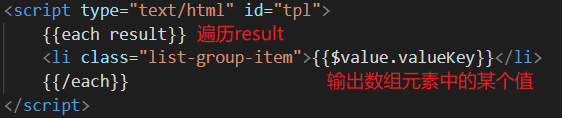 <script type="text/html" id="tpl">
{{each result}} 遍历result
<li class="list-group-item">{{$value.valueKey}}</li>
{{/each}} 输出数组元素中的某个值
</script>